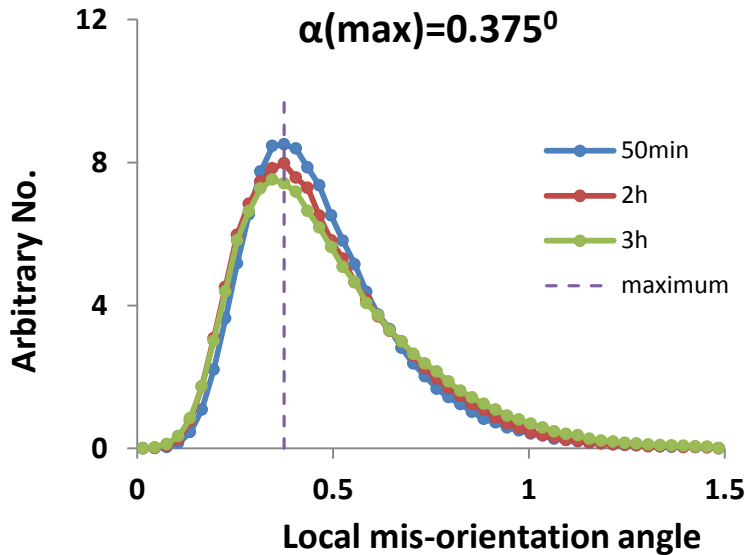 α(max)=0.375⁰
12
8
4
0
Arbitrary No.
50min
2h
3h
maximum
0 0.5 1 1.5
Local mis-orientation angle